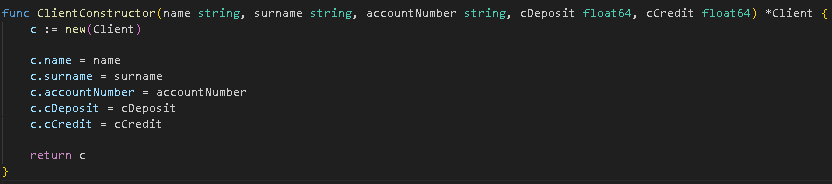 func ClientConstructor(name string, surname string, accountNumber string, cDeposit float64, cCredit float64) *Client {
c := new(Client)
c.name = name
c.surname = surname
c.accountNumber = accountNumber
c.cDeposit = cDeposit
c.cCredit = cCredit
return c
}